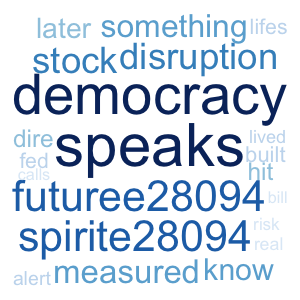 later something lifes
stock disruption
democracy
dire speaks lived
fed built
calls hit
futuree28094 bill
spirite28094 risk
real
alert measured know